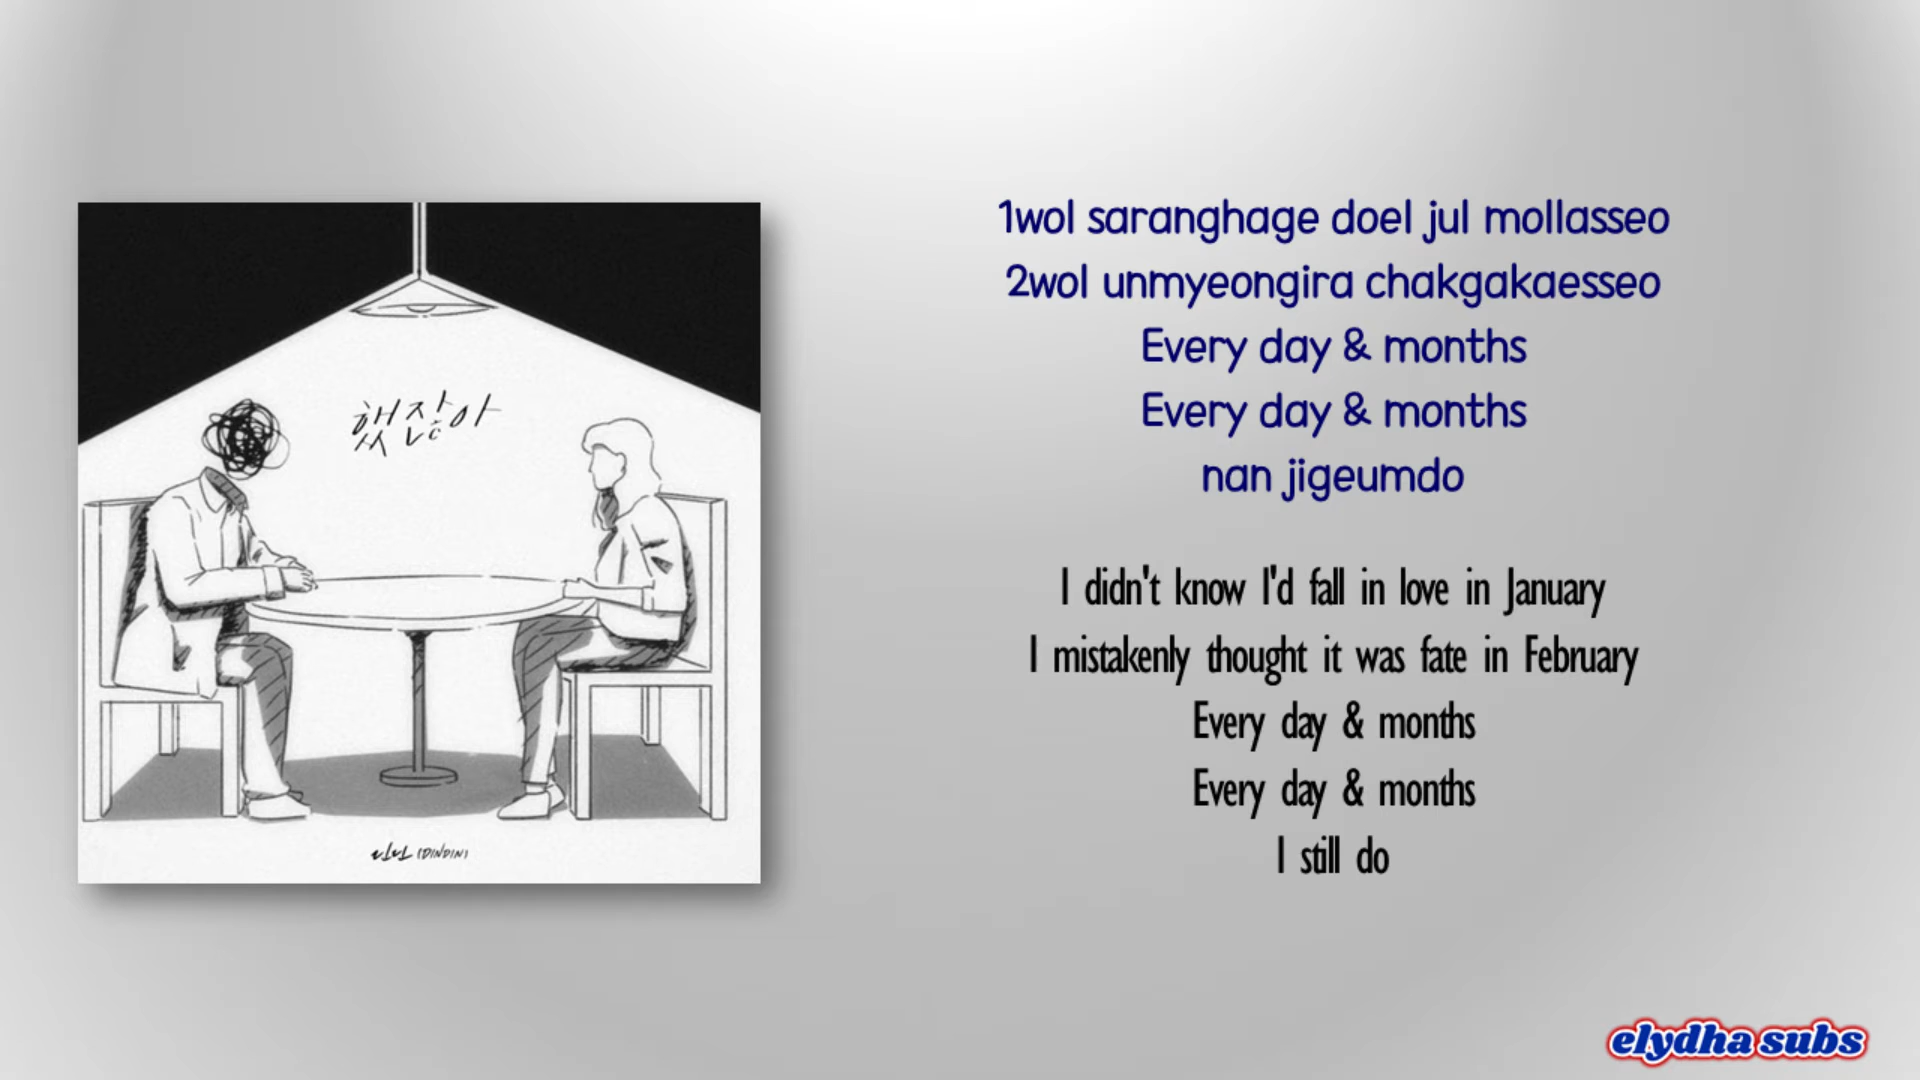 했잖아
딘딘 (DINDIN)
1wol saranghage doel jul mollasseo
2wol unmyeongira chakgakaesseo
Every day & months
Every day & months
nan jigeumdo
I didn't know I'd fall in love in January
I mistakenly thought it was fate in February
Every day & months
Every day & months
I still do
elydha subs